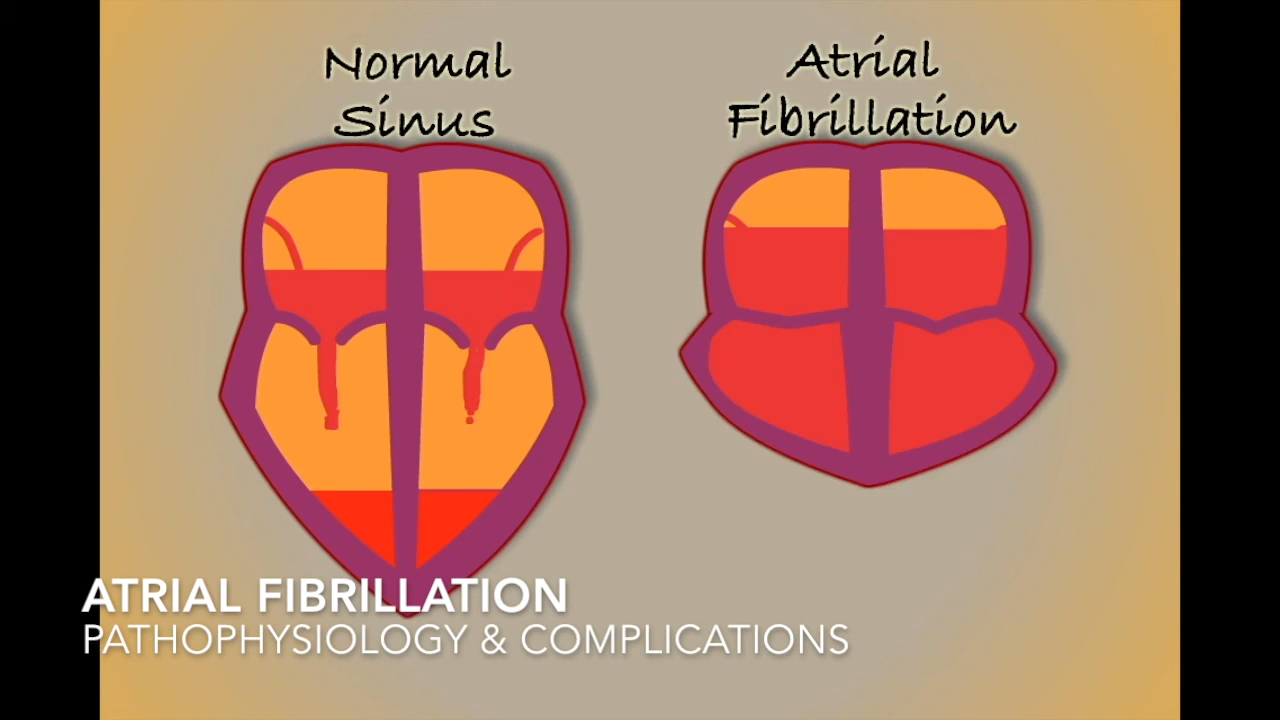 Normal
Sinus
Atrial
Fibrillation
ATRIAL FIBRILLATION
PATHOPHYSIOLOGY & COMPLICATIONS